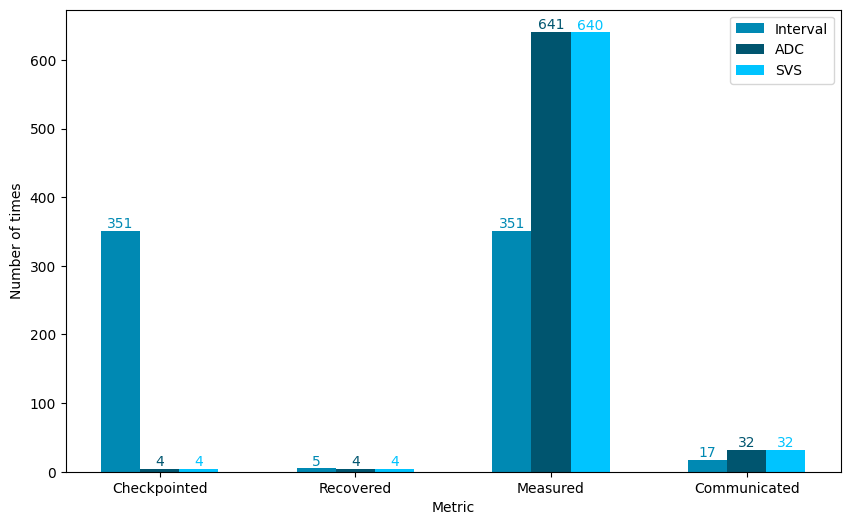 Interval
ADC
SVS
Number of times
600
500
400
300
200
100
0
351
4
4
5
4
4
351
641
640
17
32
32
Checkpointed
Recovered
Measured
Communicated
Metric